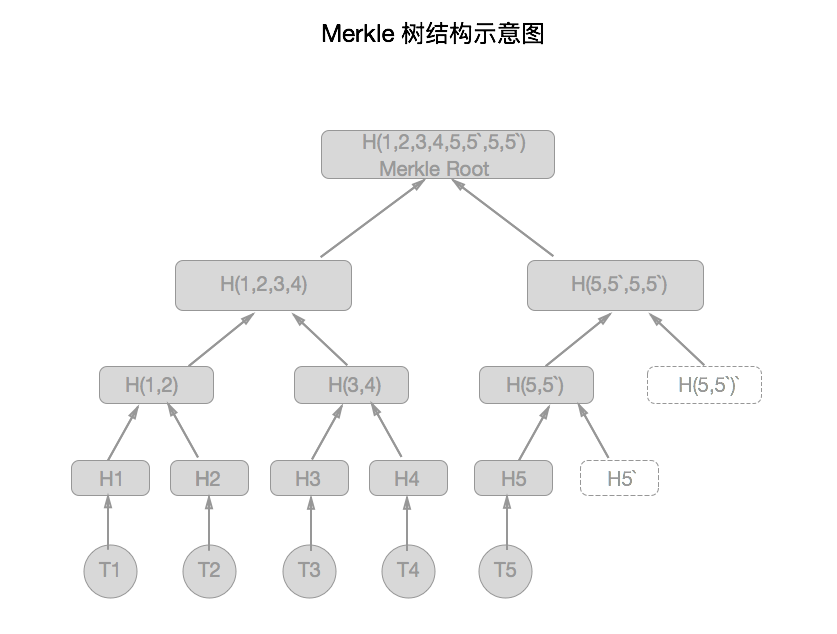 Merkle 树结构示意图
H(1,2,3,4,5,5`,5,5`)
Merkle Root
H(1,2,3,4)
H(5,5`,5,5`)
H(1,2)
H(3,4)
H(5,5`)
H(5,5`)`
H1
H2
H3
H4
H5
H5`
T1
T2
T3
T4
T5